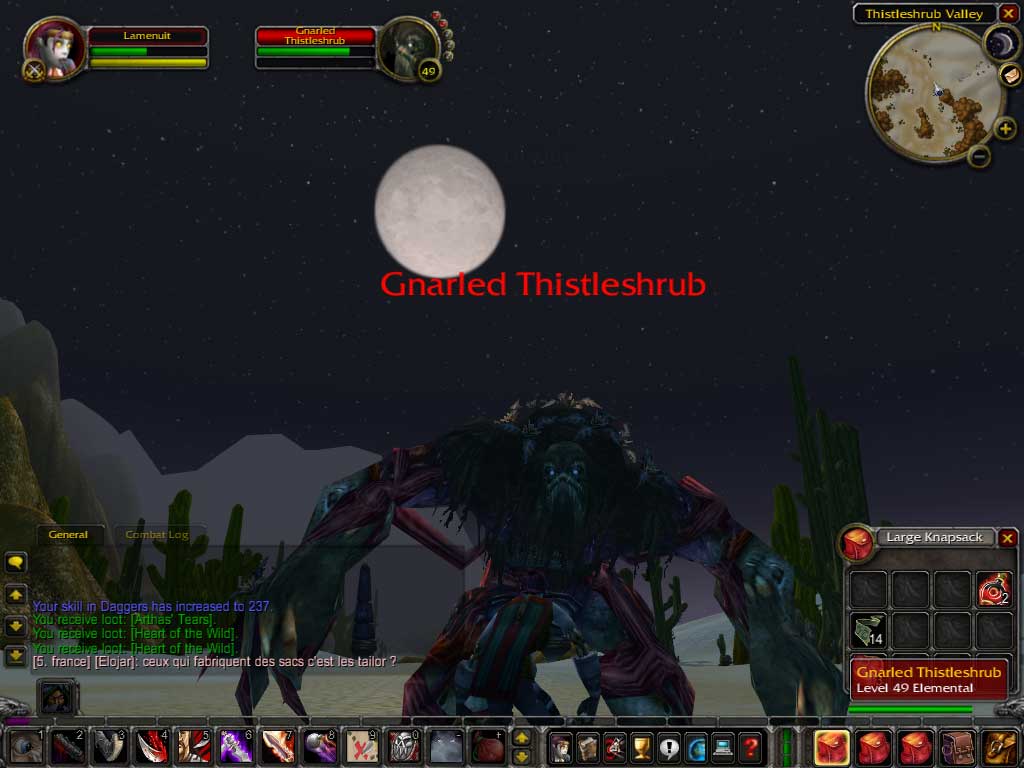 Lamenuit
Gnarled
Thistleshrub
49
Thistleshrub Valley
N
Gnarled Thistleshrub
General
Combat Log
Large Knapsack
Your skill in Daggers has increased to 237.
You receive loot: [Arthas' Tears].
You receive loot: [Heart of the Wild].
You receive loot: [Heart of the Wild].
[5. france] [Elojar]: ceux qui fabriquent des sacs c'est les tailor ?
2
14
Gnarled Thistleshrub
Level 49 Elemental
1 2 3 4 5 6 7 8 9 0 - +